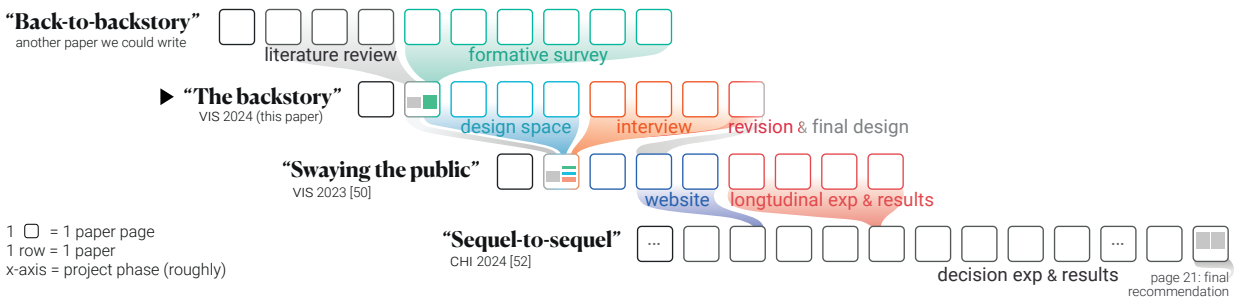 “Back-to-backstory”
another paper we could write
literature review
formative survey
▶ “The backstory”
VIS 2024 (this paper)
design space
interview
revision & final design
“Swaying the public”
VIS 2023 [50]
website
longtudinal exp & results
“Sequel-to-sequel”
CHI 2024 [52]
...
...
decision exp & results
page 21: final
recommendation
1 = 1 paper page
1 row = 1 paper
x-axis = project phase (roughly)